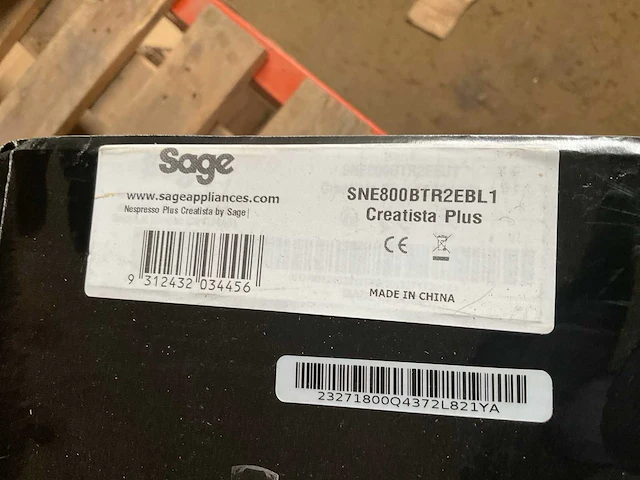 Sage
www.sageappliances.com
Nespresso Plus Creatista by Sage|
9 312432 034456
SNE800BTR2EBL1
Creatista Plus
CE
MADE IN CHINA
23271800Q4372L821YA